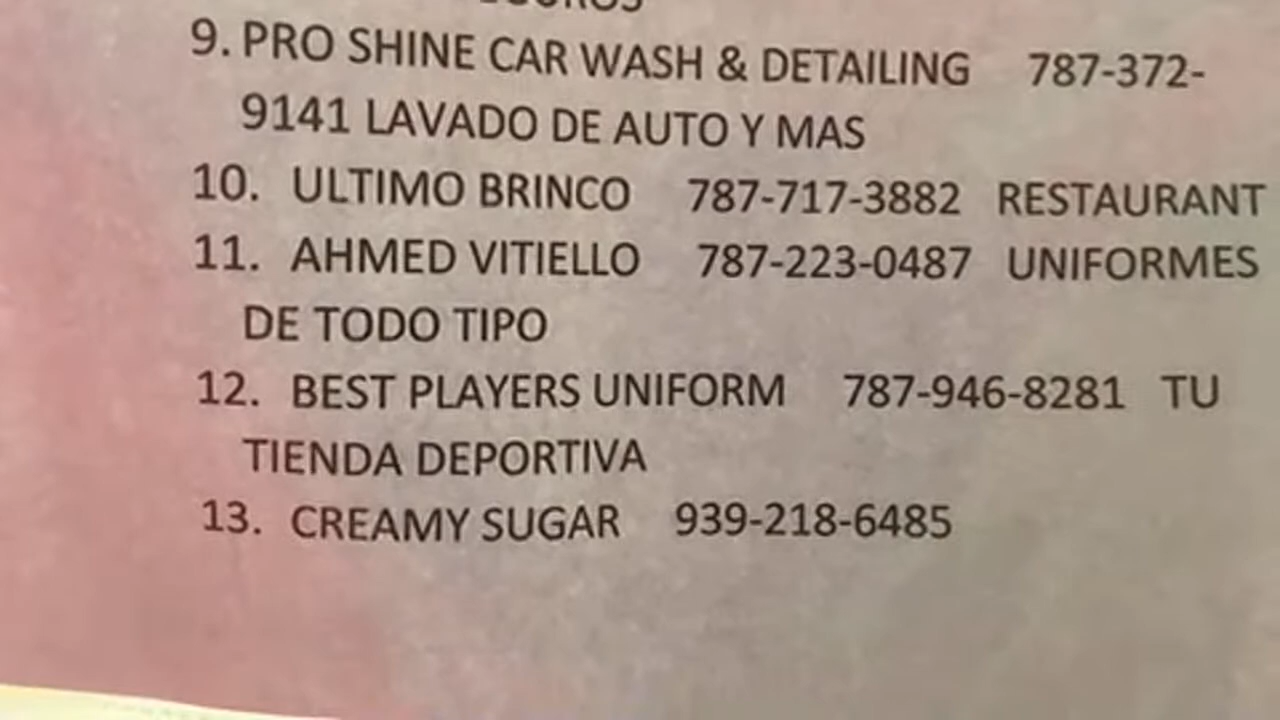 9. PRO SHINE CAR WASH & DETAILING 787-372-
9141 LAVADO DE AUTO Y MAS
10. ULTIMO BRINCO 787-717-3882 RESTAURANT
11. AHMED VITIELLO 787-223-0487 UNIFORMES
DE TODO TIPO
12. BEST PLAYERS UNIFORM 787-946-8281 TU
TIENDA DEPORTIVA
13. CREAMY SUGAR 939-218-6485